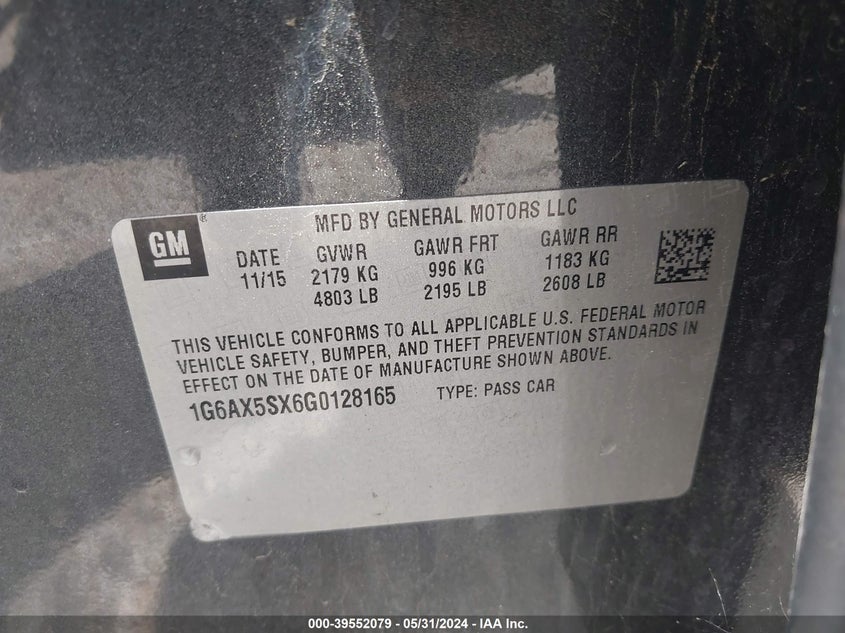 MFD BY GENERAL MOTORS LLC
GM
DATE GVWR GAWR FRT GAWR RR
11/15 2179 KG 996 KG 1183 KG
4803 LB 2195 LB 2608 LB
THIS VEHICLE CONFORMS TO ALL APPLICABLE U.S. FEDERAL MOTOR
VEHICLE SAFETY, BUMPER, AND THEFT PREVENTION STANDARDS IN
EFFECT ON THE DATE OF MANUFACTURE SHOWN ABOVE.
1G6AX5SX6G0128165 TYPE: PASS CAR
000-39552079 - 05/31/2024 - IAA Inc.